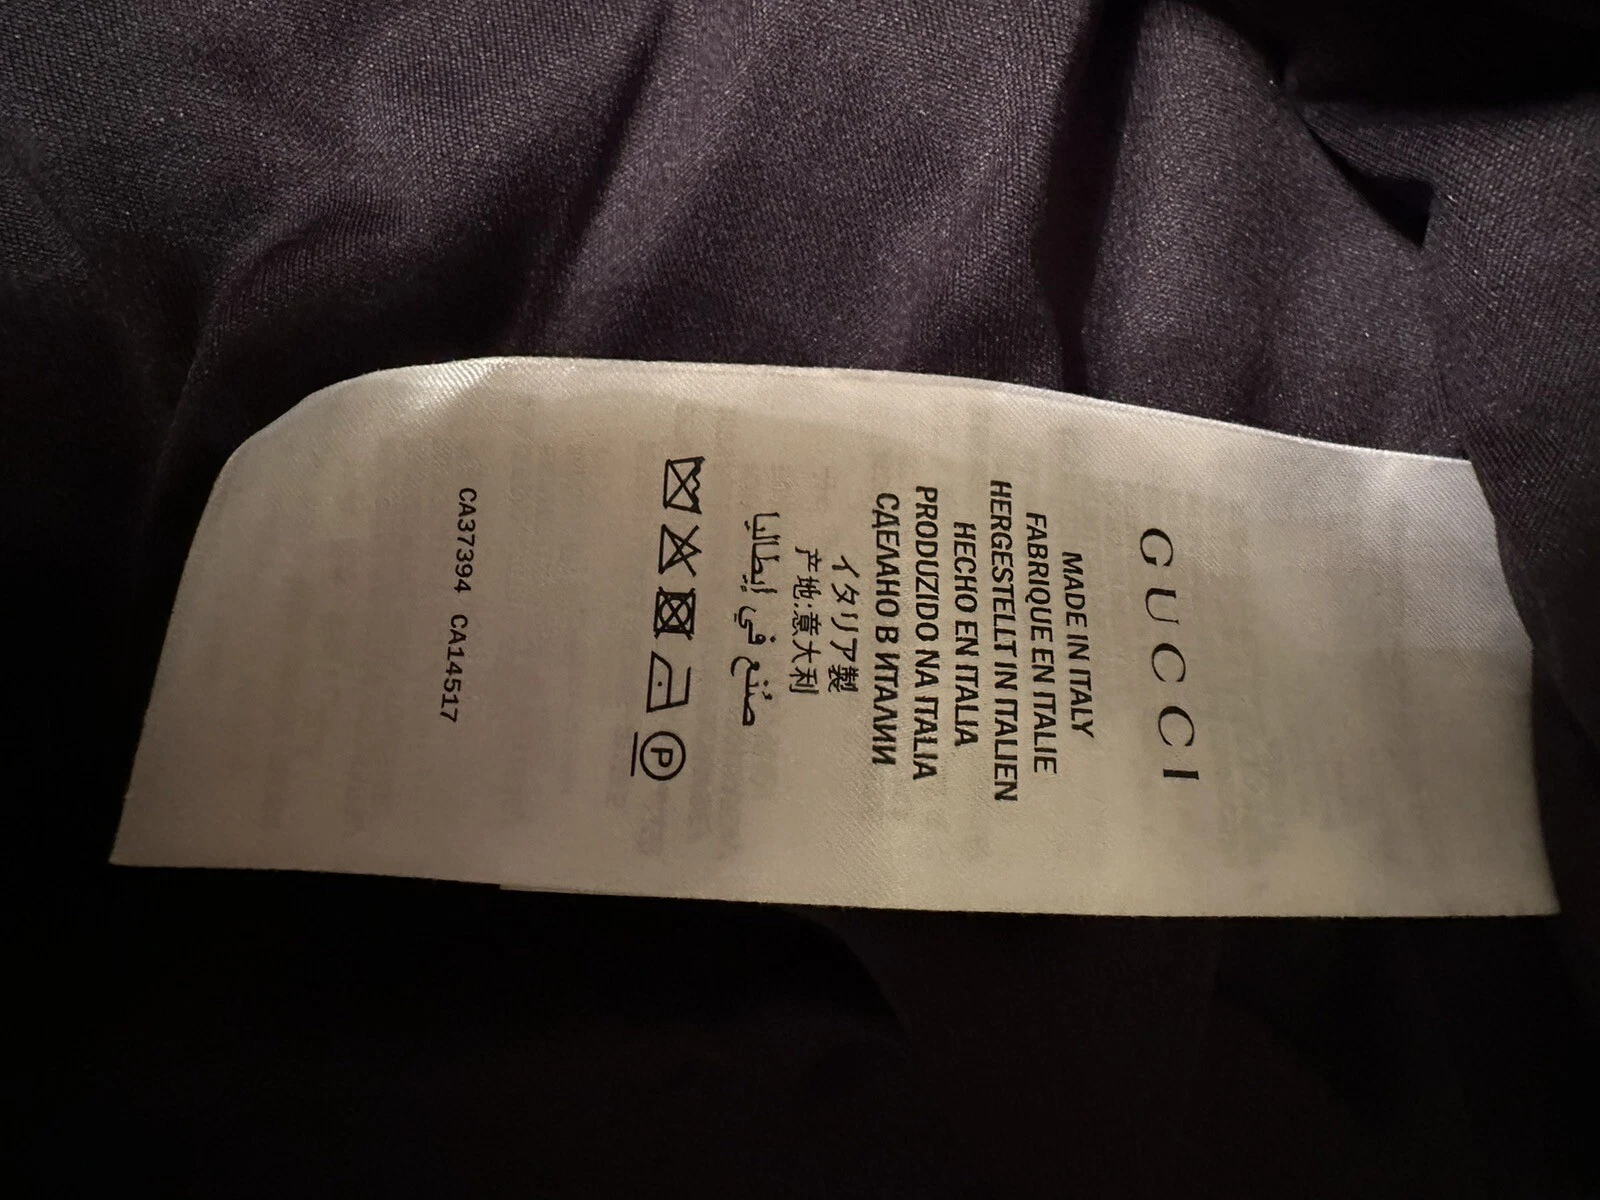 GUCCI
MADE IN ITALY
FABRIQUE EN ITALIE
HERGESTELLT IN ITALIEN
HECHO EN ITALIA
PRODUZIDO NA ITALIA
СДЕЛАНО В ИТАЛИИ
イタリア製
产地:意大利
صُنع في إيطاليا
P
CA37394 CA14517